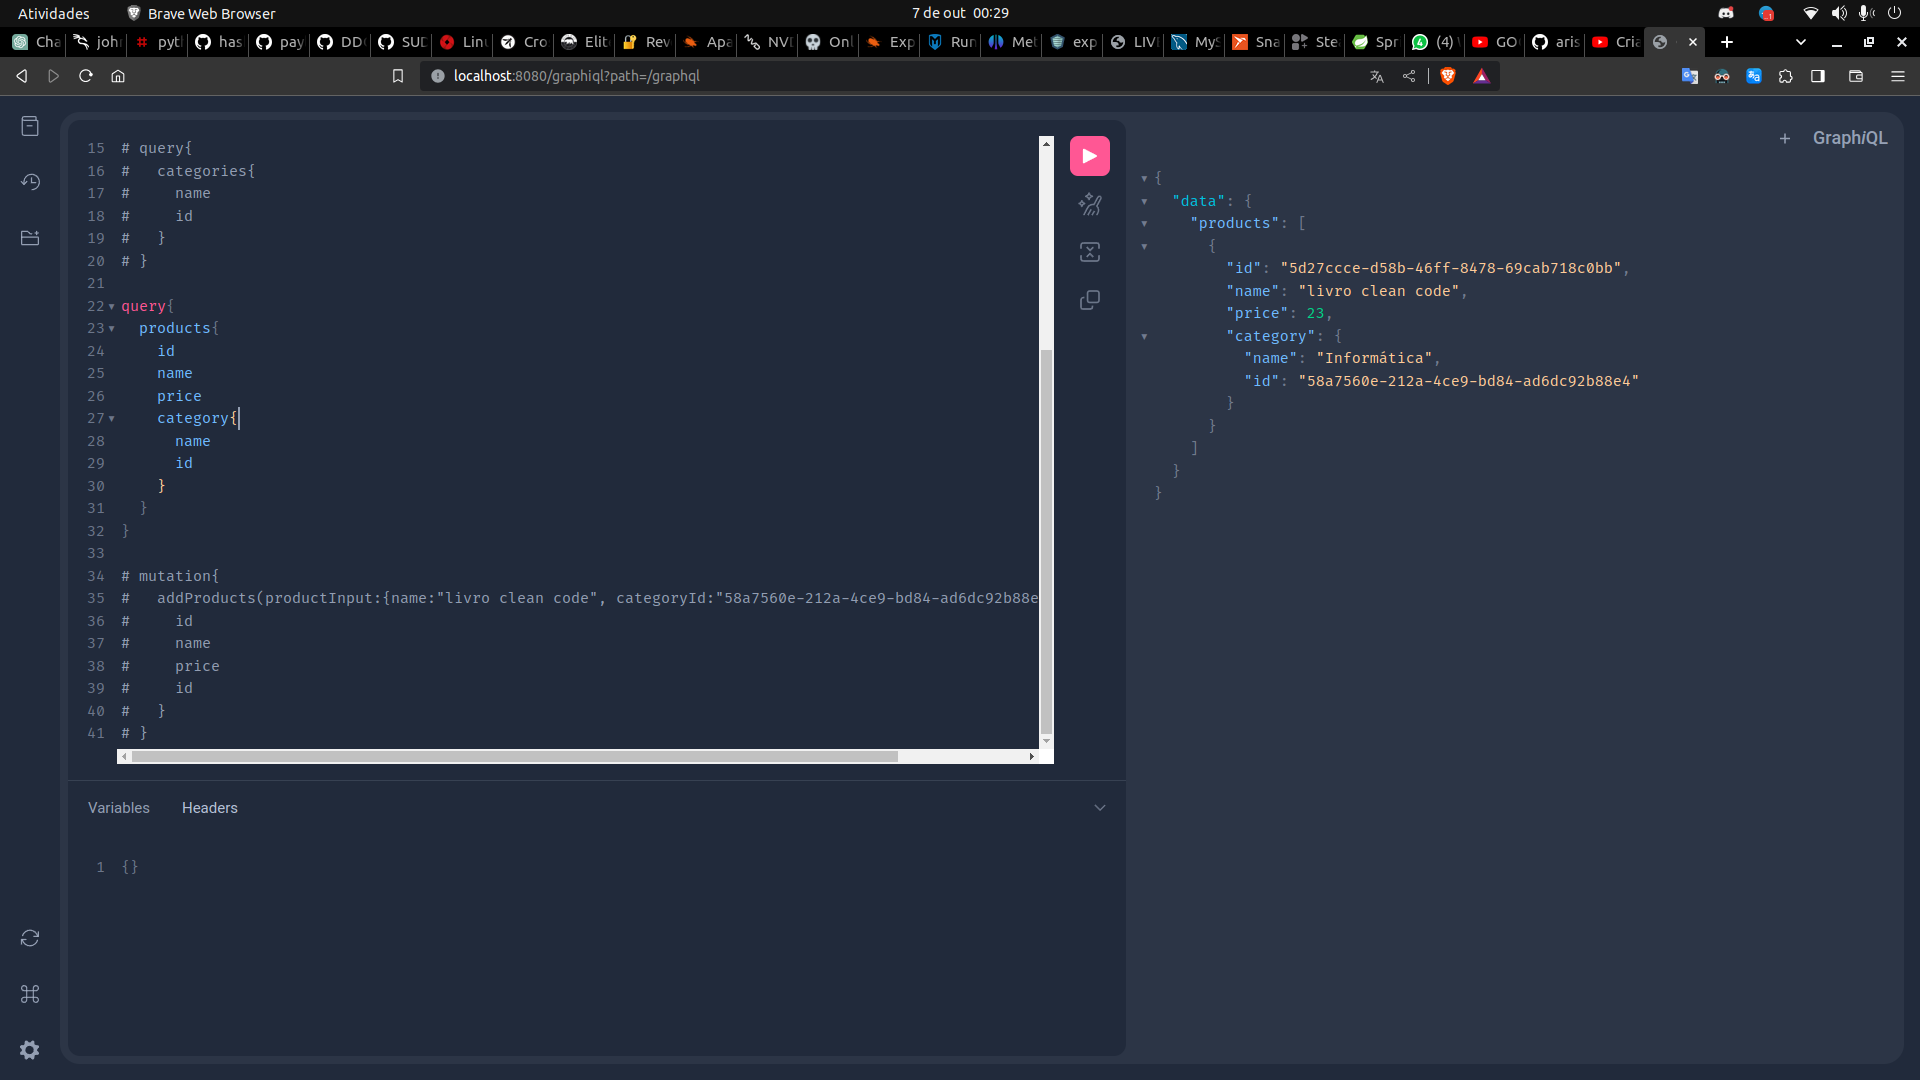 Atividades
Brave Web Browser
7 de out 00:29
Cha
john
pyt
has
pay
DD
SUD
Linu
Cro
Elit
Rev
Apa
NVD
Onl
Exp
Run
Met
exp
LIV
MyS
Sna
Ste
Spr
(4)
GO
aris
Cria
localhost:8080/graphiql?path=/graphql
15 # query{
16 #   categories{
17 #     name
18 #     id
19 #   }
20 # }
21
22 query{
23   products{
24     id
25     name
26     price
27     category{
28       name
29       id
30     }
31   }
32 }
33
34 # mutation{
35 #   addProducts(productInput:{name:"livro clean code", categoryId:"58a7560e-212a-4ce9-bd84-ad6dc92b88e
36 #     id
37 #     name
38 #     price
39 #     id
40 #   }
41 # }
Variables
Headers
1 {}
+ GraphiQL
{
  "data": {
    "products": [
      {
        "id": "5d27ccce-d58b-46ff-8478-69cab718c0bb",
        "name": "livro clean code",
        "price": 23,
        "category": {
          "name": "Informática",
          "id": "58a7560e-212a-4ce9-bd84-ad6dc92b88e4"
        }
      }
    ]
  }
}